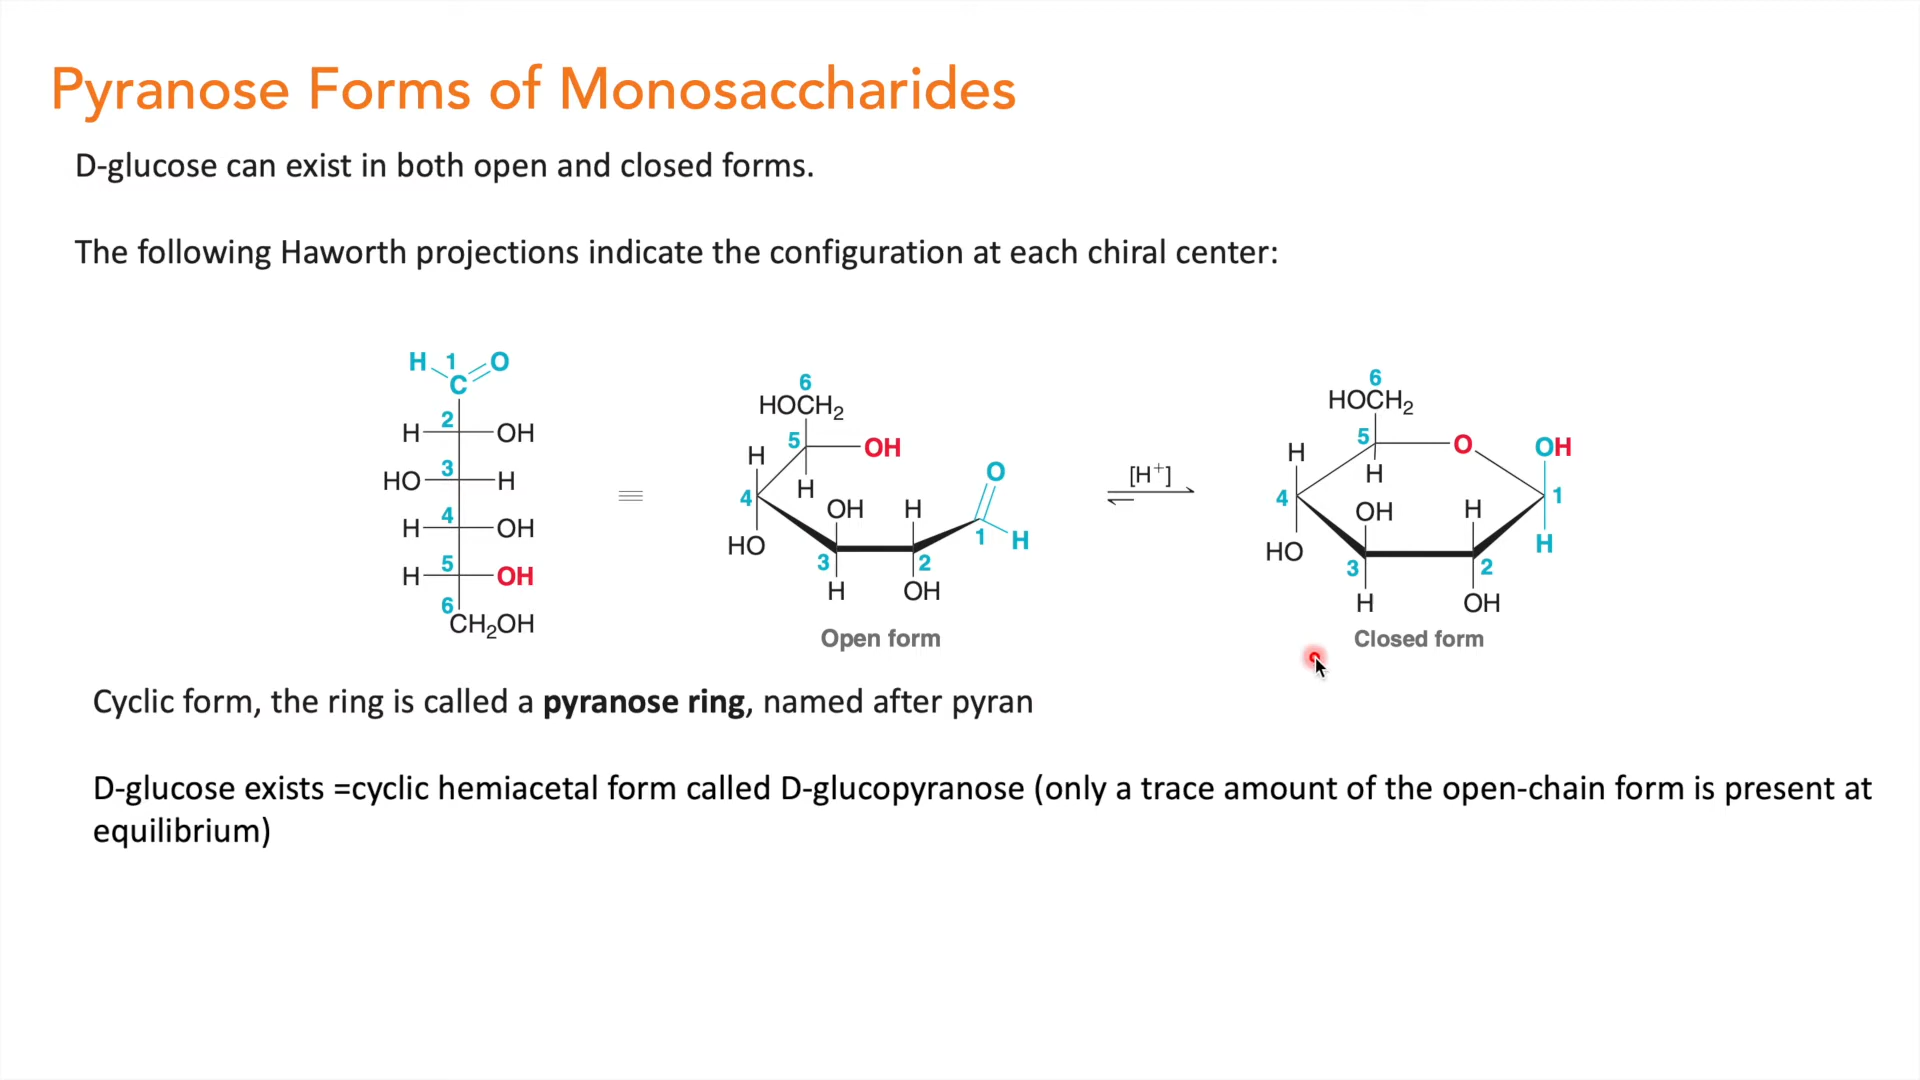 Pyranose Forms of Monosaccharides
D-glucose can exist in both open and closed forms.
The following Haworth projections indicate the configuration at each chiral center:
H 1 O
C
2
H OH
3
HO H
4
H OH
5
H OH
6
CH₂OH
≡
6
HOCH₂
5 OH
H
4 H
OH H
HO
3 2
H OH
O
1 H
Open form
[H⁺]
6
HOCH₂
5 O OH
H
H
4 1
OH H
HO H
3 2
H OH
Closed form
Cyclic form, the ring is called a pyranose ring, named after pyran
D-glucose exists =cyclic hemiacetal form called D-glucopyranose (only a trace amount of the open-chain form is present at
equilibrium)